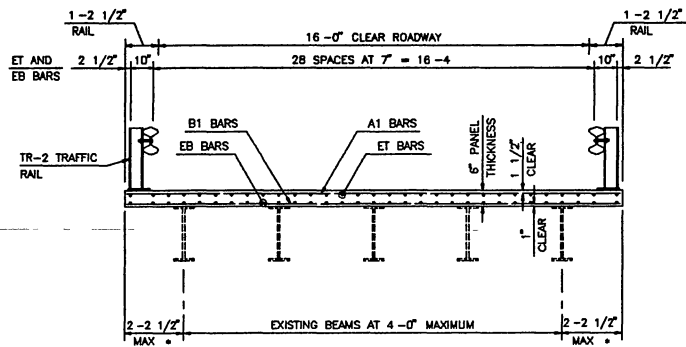 1 -2 1/2"
RAIL
16 -0" CLEAR ROADWAY
1 -2 1/2"
RAIL
ET AND
EB BARS
2 1/2"
10"
28 SPACES AT 7" = 16 -4
10"
2 1/2"
B1 BARS
A1 BARS
EB BARS
ET BARS
6" PANEL
THICKNESS
1 1/2"
CLEAR
TR-2 TRAFFIC
RAIL
1"
CLEAR
2 -2 1/2"
MAX *
EXISTING BEAMS AT 4 -0" MAXIMUM
2 -2 1/2"
MAX *